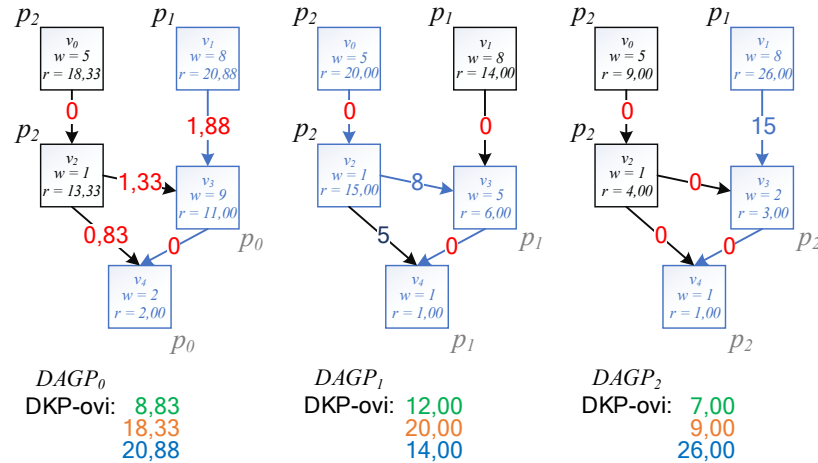 p₂
p₁
v₀
w = 5
r = 18,33
v₁
w = 8
r = 20,88
0
1,88
p₂
v₂
w = 1
r = 13,33
1,33
v₃
w = 9
r = 11,00
0,83
0
p₀
v₄
w = 2
r = 2,00
p₀
DAGP₀
DKP-ovi: 8,83
18,33
20,88
p₂
p₁
v₀
w = 5
r = 20,00
v₁
w = 8
r = 14,00
0
0
p₂
v₂
w = 1
r = 15,00
8
v₃
w = 5
r = 6,00
5
0
p₁
v₄
w = 1
r = 1,00
p₁
DAGP₁
DKP-ovi: 12,00
20,00
14,00
p₂
p₁
v₀
w = 5
r = 9,00
v₁
w = 8
r = 26,00
0
15
p₂
v₂
w = 1
r = 4,00
0
v₃
w = 2
r = 3,00
0
0
p₂
v₄
w = 1
r = 1,00
p₂
DAGP₂
DKP-ovi: 7,00
9,00
26,00